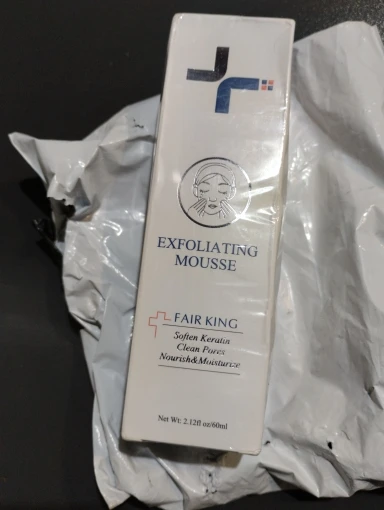 EXFOLIATING
MOUSSE
FAIR KING
Soften Keratin
Clean Pores
Nourish&Moisturize
Net Wt: 2.12fl oz/60ml